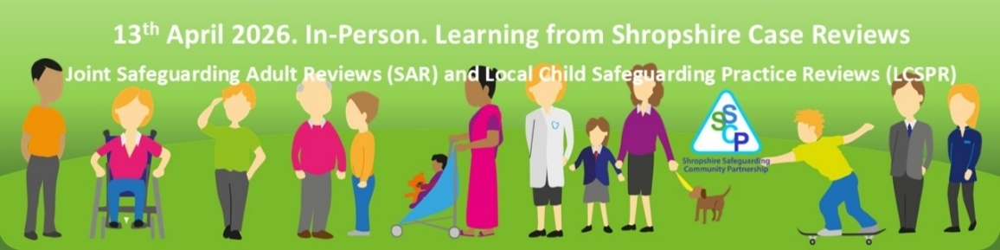 13th April 2026. In-Person. Learning from Shropshire Case Reviews
Joint Safeguarding Adult Reviews (SAR) and Local Child Safeguarding Practice Reviews (LCSPR)
SSCP
Shropshire Safeguarding
Community Partnership